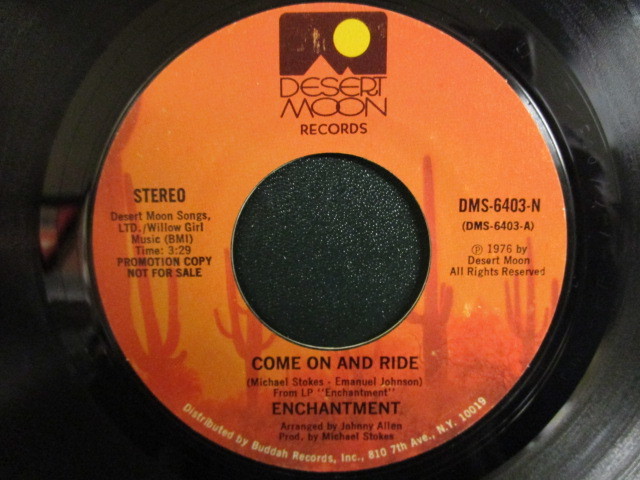 DESERT
MOON
RECORDS
STEREO
Desert Moon Songs,
LTD./Willow Girl
Music (BMI)
Time: 3:29
PROMOTION COPY
NOT FOR SALE
DMS-6403-N
(DMS-6403-A)
℗ 1976 by
Desert Moon
All Rights Reserved
COME ON AND RIDE
(Michael Stokes - Emanuel Johnson)
From LP "Enchantment"
ENCHANTMENT
Arranged by Johnny Allen
Prod. by Michael Stokes
Distributed by Buddah Records, Inc., 810 7th Ave., N.Y. 10019